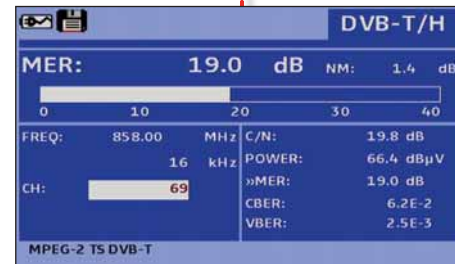 DVB-T/H
MER: 19.0 dB NM: 1.4 dB
0 10 20 30 40
FREQ: 858.00 MHz
16 kHz
CH: 69
C/N: 19.8 dB
POWER: 66.4 dBµV
»MER: 19.0 dB
CBER: 6.2E-2
VBER: 2.5E-3
MPEG-2 TS DVB-T